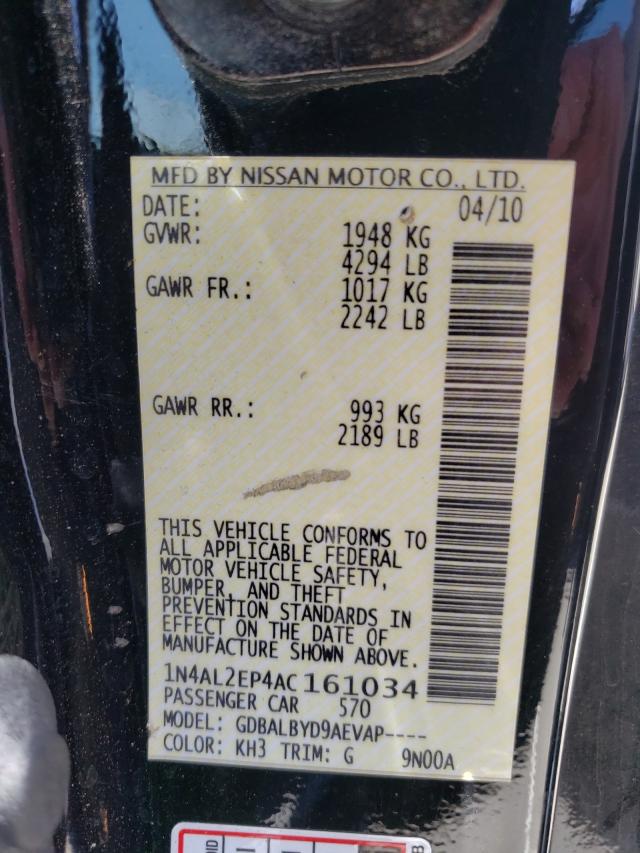 MFD BY NISSAN MOTOR CO., LTD.
DATE: 04/10
GVWR: 1948 KG
4294 LB
GAWR FR.: 1017 KG
2242 LB
GAWR RR.: 993 KG
2189 LB
THIS VEHICLE CONFORMS TO
ALL APPLICABLE FEDERAL
MOTOR VEHICLE SAFETY,
BUMPER, AND THEFT
PREVENTION STANDARDS IN
EFFECT ON THE DATE OF
MANUFACTURE SHOWN ABOVE.
1N4AL2EP4AC161034
PASSENGER CAR 570
MODEL: GDBALBYD9AEVAP----
COLOR: KH3 TRIM: G 9N00A